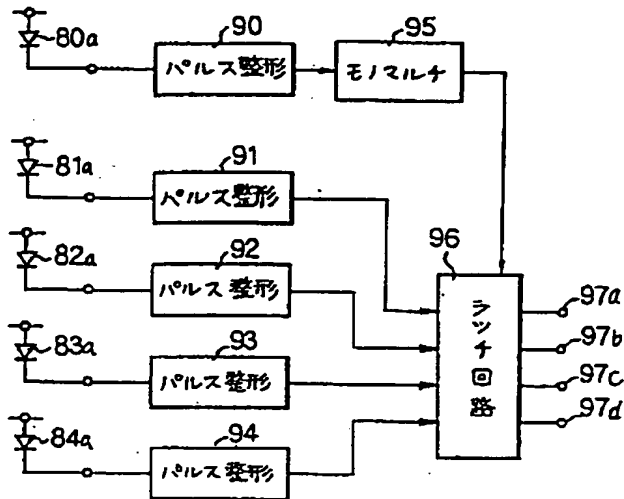 80a
90
パルス整形
95
モノマルチ
81a
91
パルス整形
82a
92
パルス整形
83a
93
パルス整形
84a
94
パルス整形
96
ラッチ回路
97a
97b
97c
97d